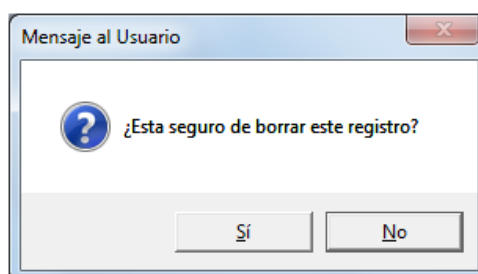 Mensaje al Usuario
¿Esta seguro de borrar este registro?
Sí
No